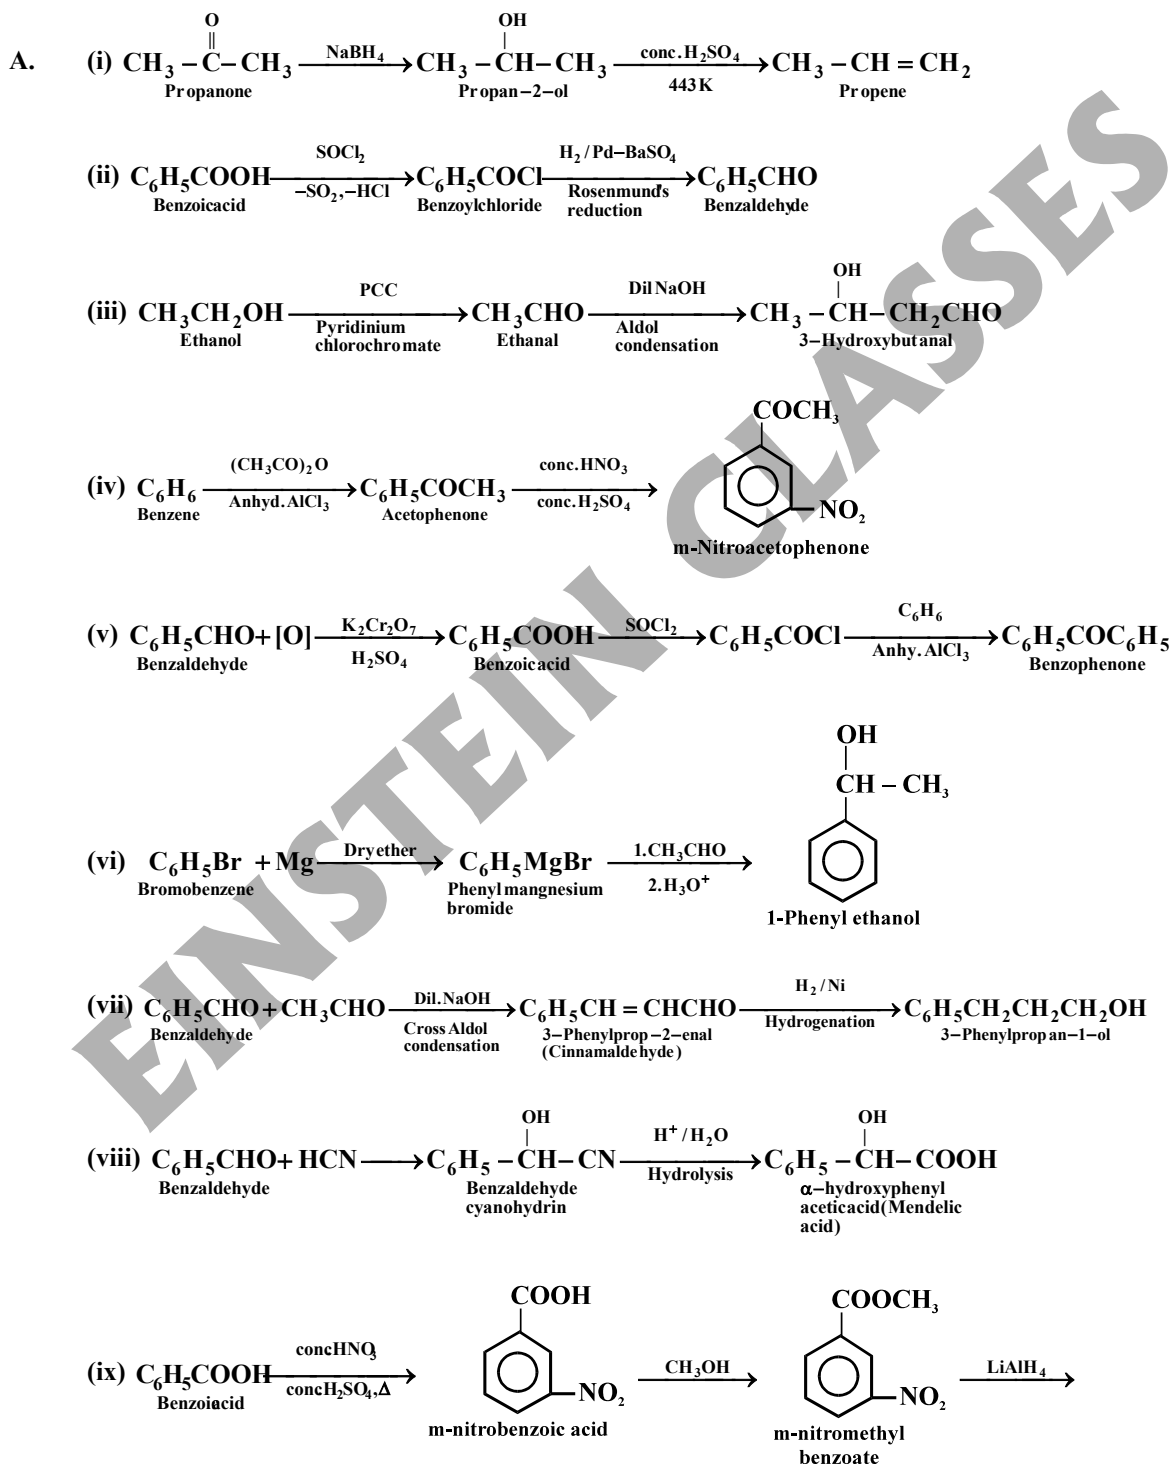 A. (i) CH₃ – C(=O) – CH₃ —NaBH₄→ CH₃ – CH(OH) – CH₃ —conc.H₂SO₄ / 443K→ CH₃ – CH = CH₂
Propanone Propan–2–ol Propene
(ii) C₆H₅COOH —SOCl₂ / –SO₂,–HCl→ C₆H₅COCl —H₂/Pd–BaSO₄ / Rosenmund's reduction→ C₆H₅CHO
Benzoicacid Benzoylchloride Benzaldehyde
(iii) CH₃CH₂OH —PCC / Pyridinium chlorochromate→ CH₃CHO —DilNaOH / Aldol condensation→ CH₃ – CH(OH) – CH₂CHO
Ethanol Ethanal 3–Hydroxybutanal
(iv) C₆H₆ —(CH₃CO)₂O / Anhyd.AlCl₃→ C₆H₅COCH₃ —conc.HNO₃ / conc.H₂SO₄→ COCH₃ NO₂
Benzene Acetophenone m-Nitroacetophenone
(v) C₆H₅CHO + [O] —K₂Cr₂O₇ / H₂SO₄→ C₆H₅COOH —SOCl₂→ C₆H₅COCl —C₆H₆ / Anhy.AlCl₃→ C₆H₅COC₆H₅
Benzaldehyde Benzoicacid Benzophenone
(vi) C₆H₅Br + Mg —Dryether→ C₆H₅MgBr —1.CH₃CHO / 2.H₃O⁺→ OH CH – CH₃
Bromobenzene Phenyl mangnesium bromide 1-Phenyl ethanol
(vii) C₆H₅CHO + CH₃CHO —Dil.NaOH / Cross Aldol condensation→ C₆H₅CH = CHCHO —H₂/Ni / Hydrogenation→ C₆H₅CH₂CH₂CH₂OH
Benzaldehyde 3–Phenylprop–2–enal (Cinnamaldehyde) 3–Phenylpropan–1–ol
(viii) C₆H₅CHO + HCN → C₆H₅ – CH(OH) – CN —H⁺/H₂O / Hydrolysis→ C₆H₅ – CH(OH) – COOH
Benzaldehyde Benzaldehyde cyanohydrin α–hydroxyphenyl aceticacid(Mendelic acid)
(ix) C₆H₅COOH —conc.HNO₃ / conc.H₂SO₄,Δ→ COOH NO₂ —CH₃OH→ COOCH₃ NO₂ —LiAlH₄→
Benzoicacid m-nitrobenzoic acid m-nitromethyl benzoate
EINSTEIN CLASSES